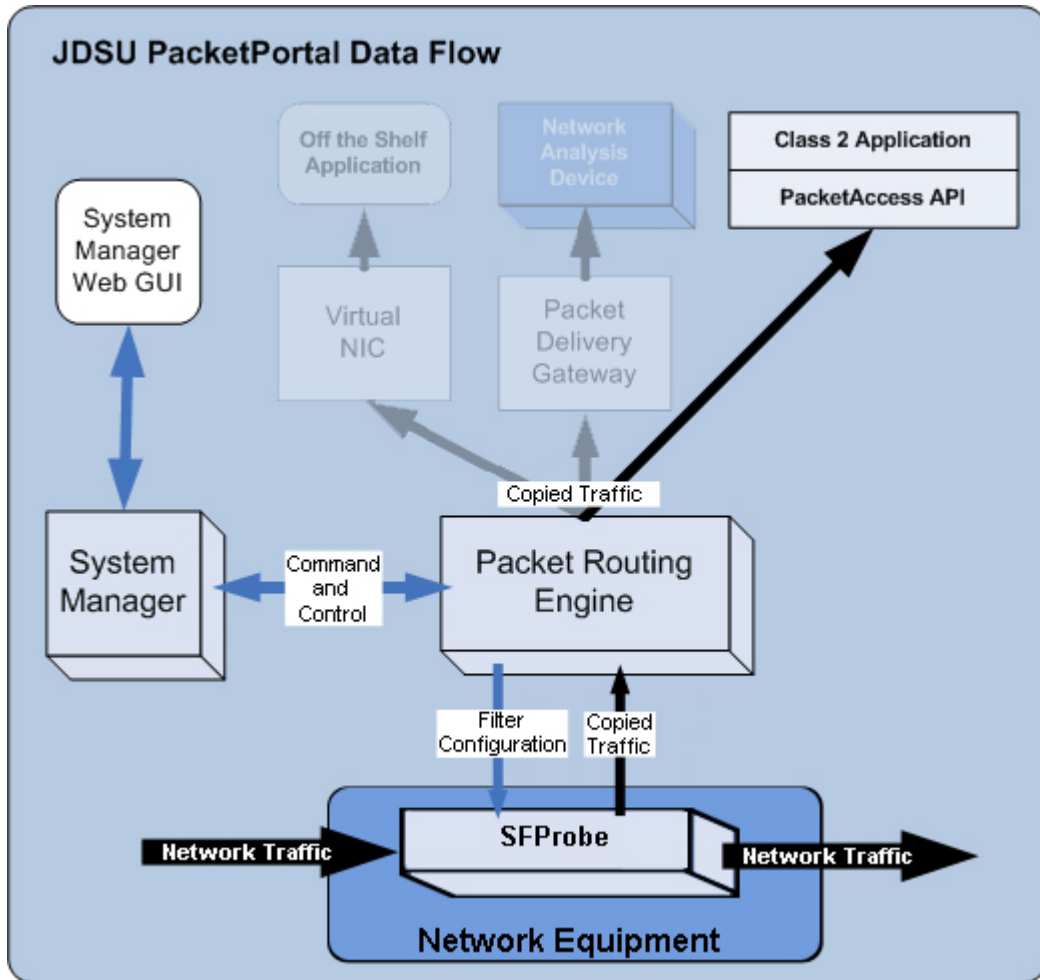 JDSU PacketPortal Data Flow
Off the Shelf
Application
Network
Analysis
Device
Class 2 Application
PacketAccess API
System
Manager
Web GUI
Virtual
NIC
Packet
Delivery
Gateway
Copied Traffic
System
Manager
Command
and
Control
Packet Routing
Engine
Filter
Configuration
Copied
Traffic
SFProbe
Network Traffic
Network Traffic
Network Equipment